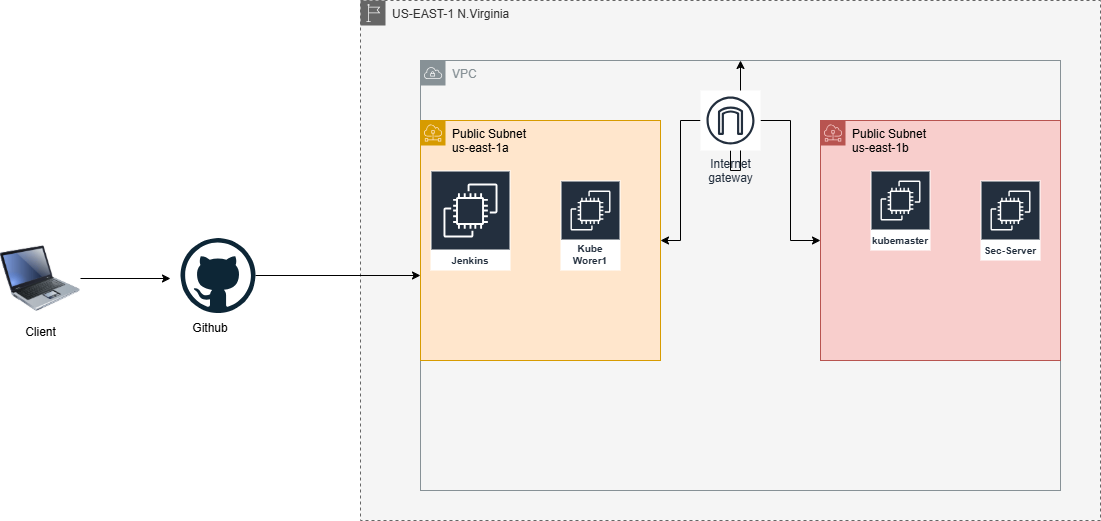 US-EAST-1 N.Virginia
VPC
Public Subnet
us-east-1a
Internet
gateway
Public Subnet
us-east-1b
Jenkins
Kube
Worer1
kubemaster
Sec-Server
Client
Github